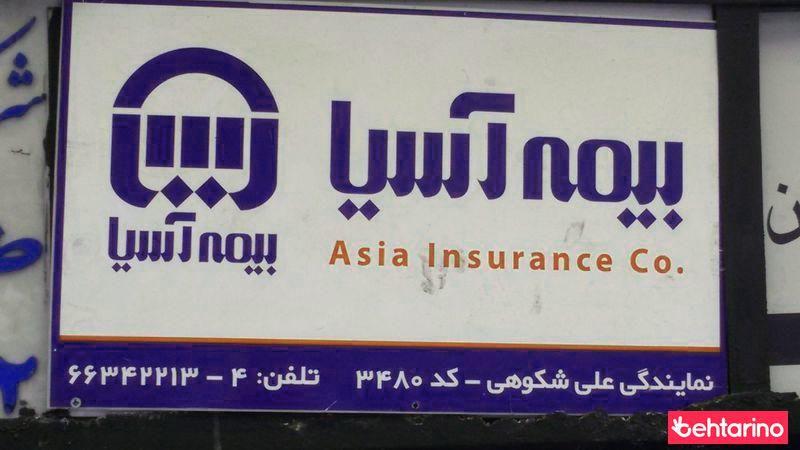 بیمه آسیا
بیمه آسیا
Asia Insurance Co.
نمایندگی علی شکوهی - کد ۳۴۸۰ تلفن: ۴ - ۶۶۳۴۲۲۱۳
behtarino